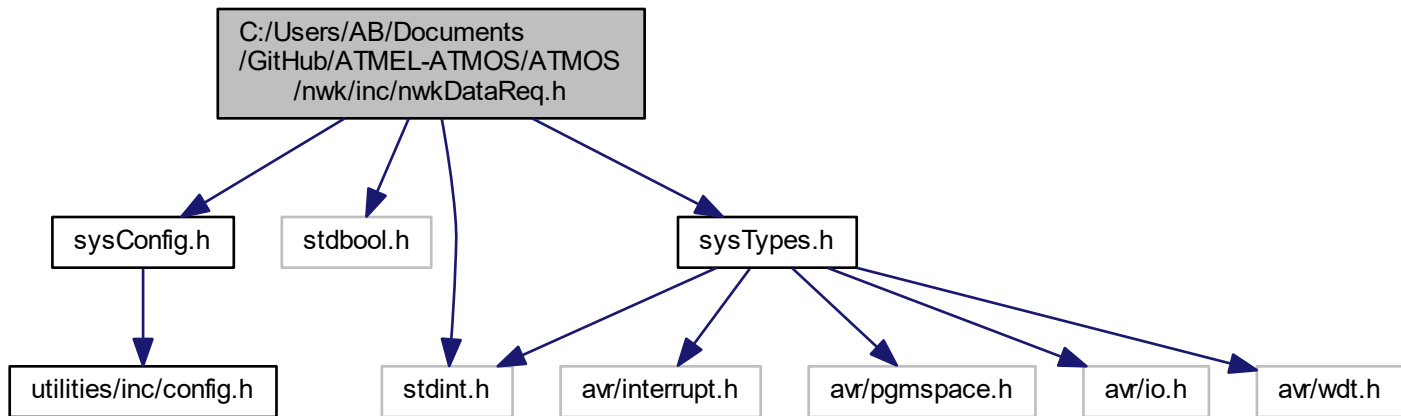 C:/Users/AB/Documents
/GitHub/ATMEL-ATMOS/ATMOS
/nwk/inc/nwkDataReq.h
sysConfig.h
stdbool.h
sysTypes.h
utilities/inc/config.h
stdint.h
avr/interrupt.h
avr/pgmspace.h
avr/io.h
avr/wdt.h